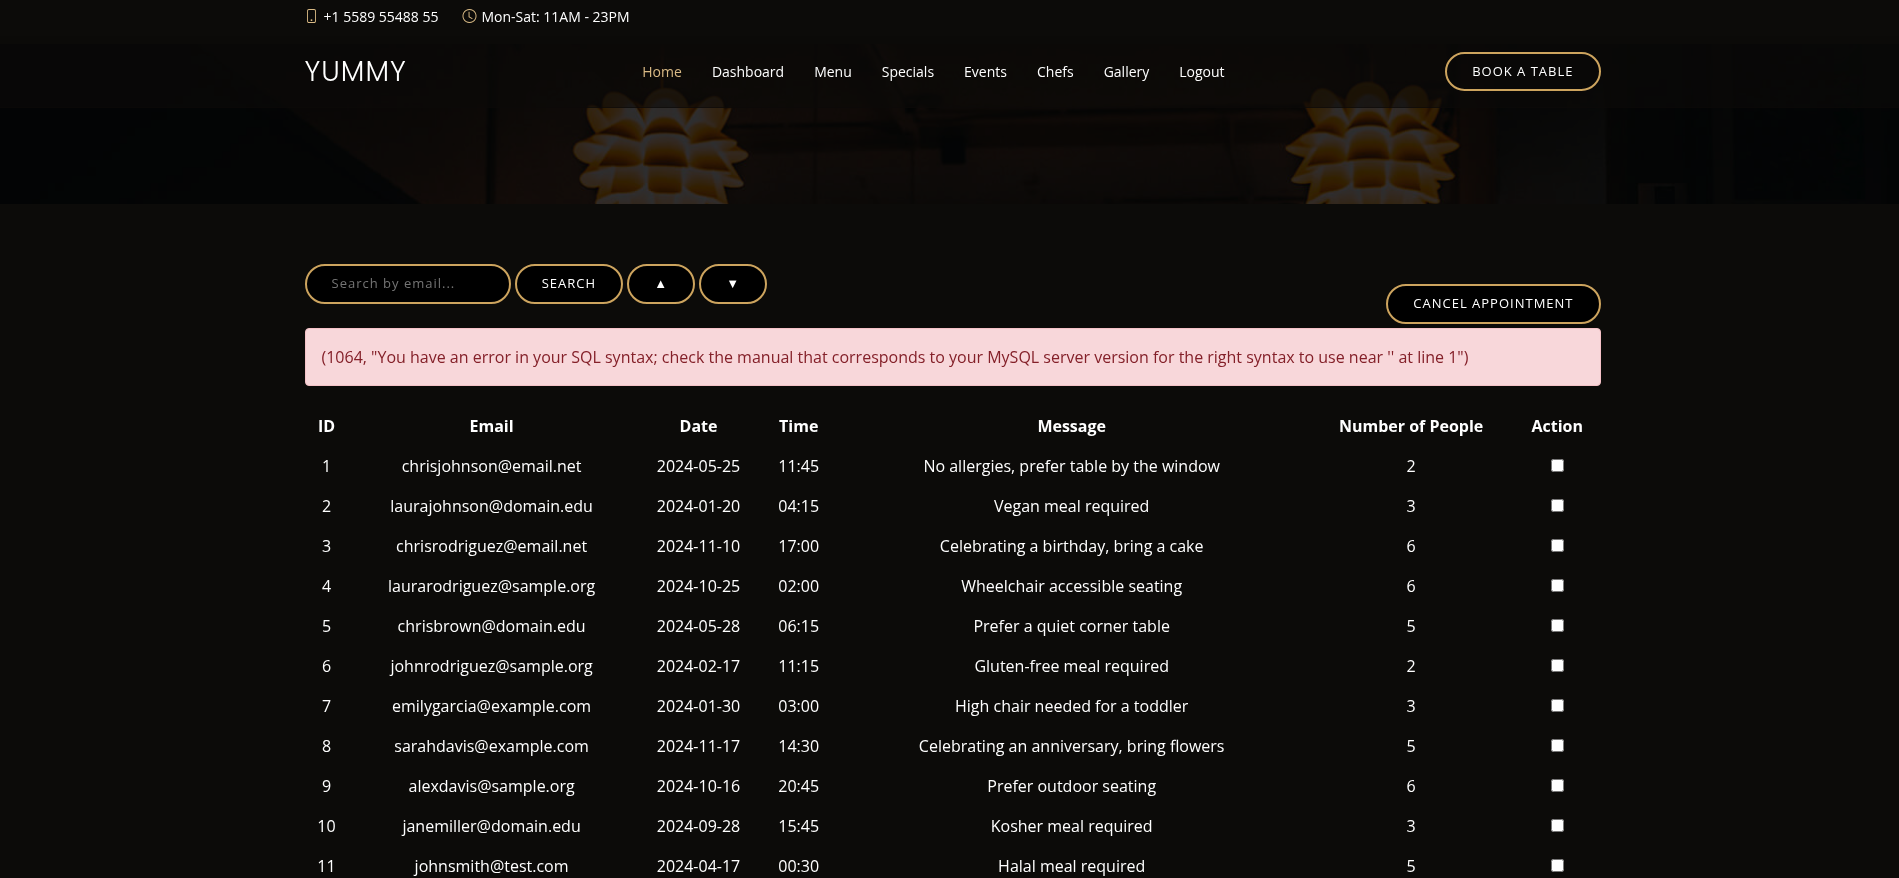 +1 5589 55488 55 Mon-Sat: 11AM - 23PM
YUMMY Home Dashboard Menu Specials Events Chefs Gallery Logout BOOK A TABLE
Search by email... SEARCH ▲ ▼
CANCEL APPOINTMENT
(1064, "You have an error in your SQL syntax; check the manual that corresponds to your MySQL server version for the right syntax to use near '' at line 1")
ID Email Date Time Message Number of People Action
1 chrisjohnson@email.net 2024-05-25 11:45 No allergies, prefer table by the window 2
2 laurajohnson@domain.edu 2024-01-20 04:15 Vegan meal required 3
3 chrisrodriguez@email.net 2024-11-10 17:00 Celebrating a birthday, bring a cake 6
4 laurarodriguez@sample.org 2024-10-25 02:00 Wheelchair accessible seating 6
5 chrisbrown@domain.edu 2024-05-28 06:15 Prefer a quiet corner table 5
6 johnrodriguez@sample.org 2024-02-17 11:15 Gluten-free meal required 2
7 emilygarcia@example.com 2024-01-30 03:00 High chair needed for a toddler 3
8 sarahdavis@example.com 2024-11-17 14:30 Celebrating an anniversary, bring flowers 5
9 alexdavis@sample.org 2024-10-16 20:45 Prefer outdoor seating 6
10 janemiller@domain.edu 2024-09-28 15:45 Kosher meal required 3
11 johnsmith@test.com 2024-04-17 00:30 Halal meal required 5